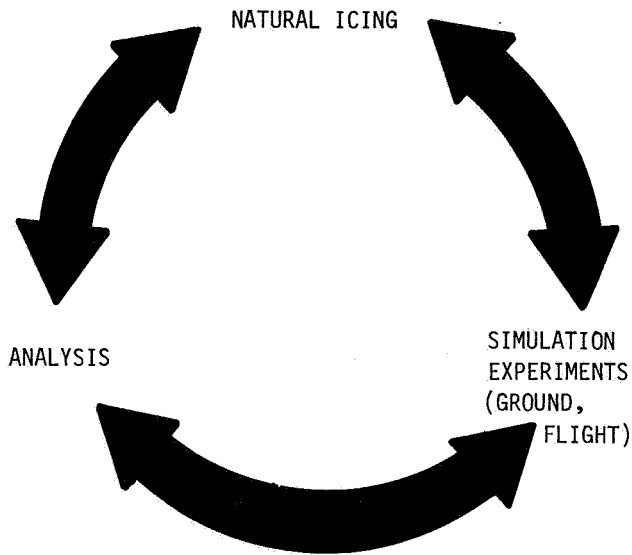 NATURAL ICING
ANALYSIS
SIMULATION
EXPERIMENTS
(GROUND,
FLIGHT)